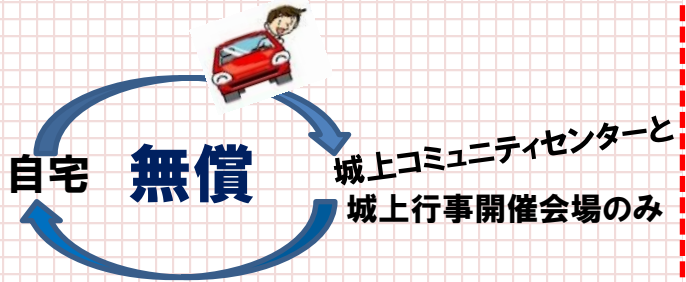 自宅
無償
城上コミュニティセンターと
城上行事開催会場のみ